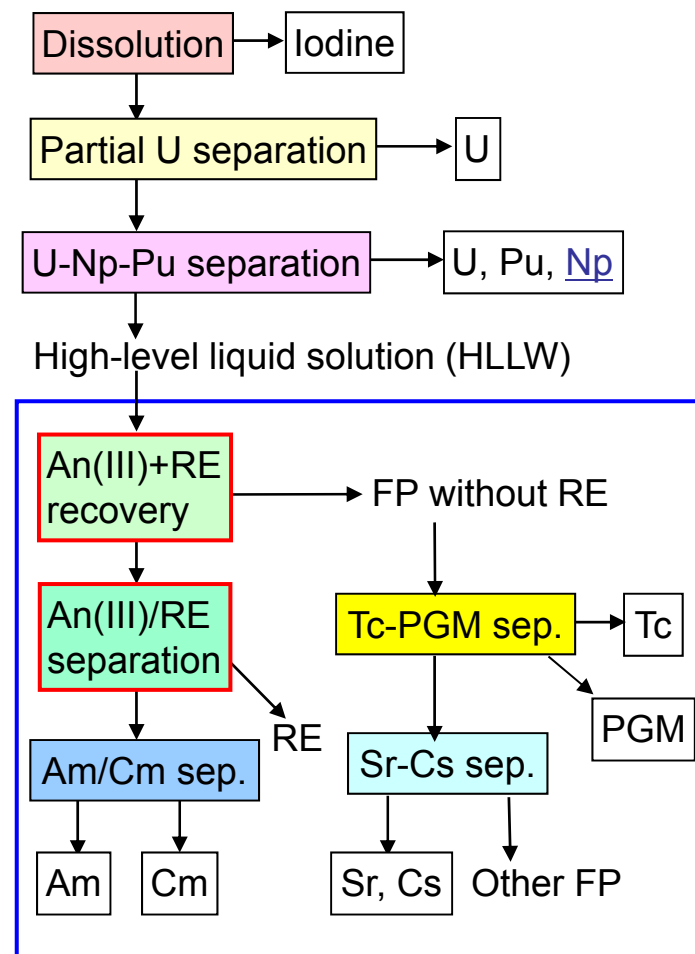 Dissolution
Iodine
Partial U separation
U
U-Np-Pu separation
U, Pu, Np
High-level liquid solution (HLLW)
An(III)+RE
recovery
FP without RE
An(III)/RE
separation
Tc-PGM sep.
Tc
RE
PGM
Am/Cm sep.
Sr-Cs sep.
Am
Cm
Sr, Cs
Other FP